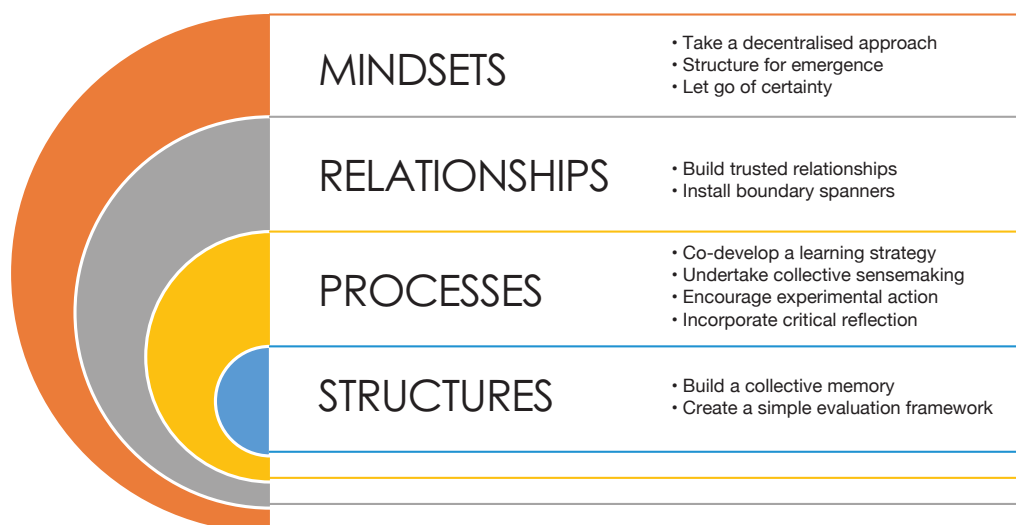 MINDSETS
• Take a decentralised approach
• Structure for emergence
• Let go of certainty
RELATIONSHIPS
• Build trusted relationships
• Install boundary spanners
PROCESSES
• Co-develop a learning strategy
• Undertake collective sensemaking
• Encourage experimental action
• Incorporate critical reflection
STRUCTURES
• Build a collective memory
• Create a simple evaluation framework